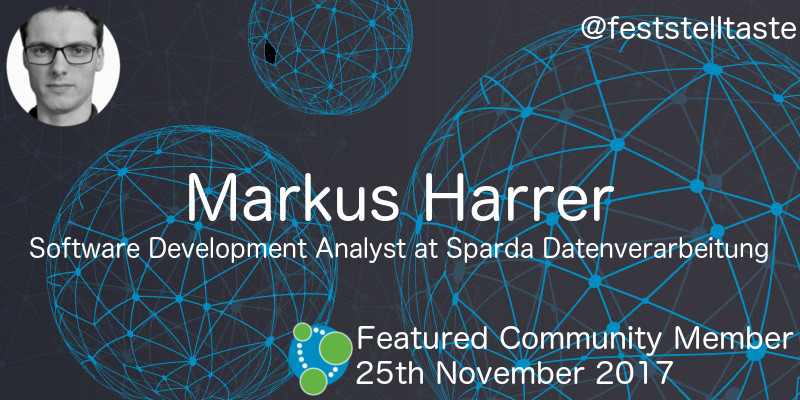 @feststelltaste
Markus Harrer
Software Development Analyst at Sparda Datenverarbeitung
Featured Community Member
25th November 2017